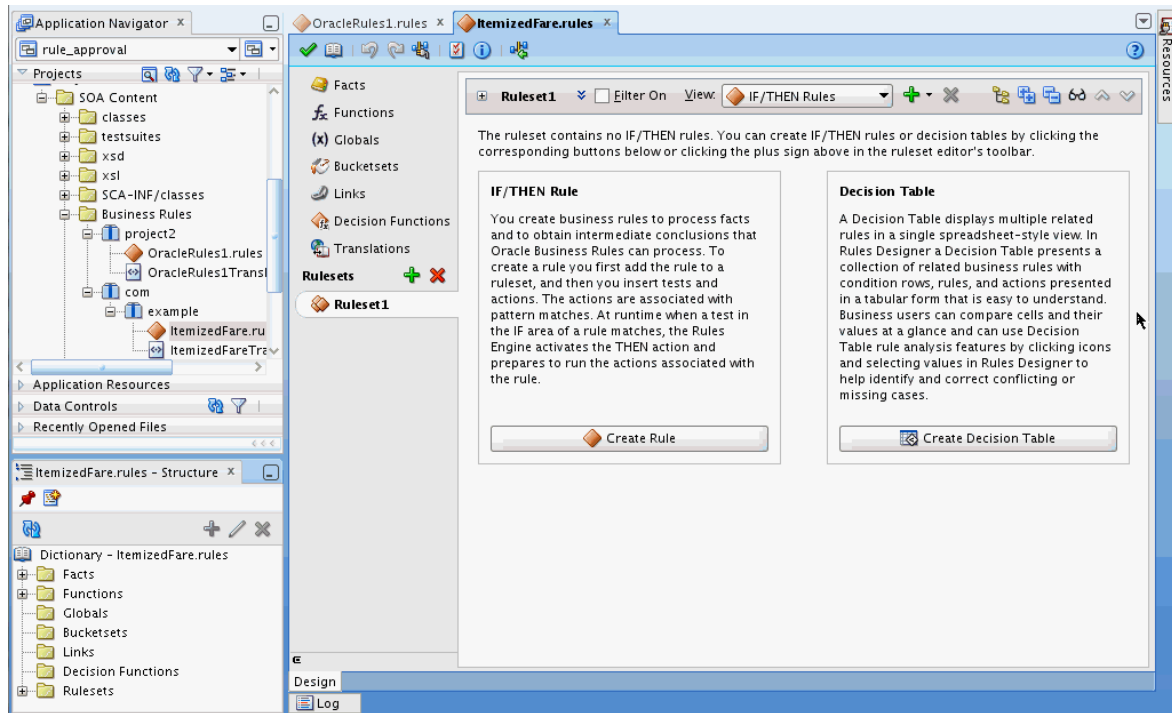 Application Navigator
rule_approval
Projects
SOA Content
classes
testsuites
xsd
xsl
SCA-INF/classes
Business Rules
project2
OracleRules1.rules
OracleRules1Transl
com
example
ItemizedFare.ru
ItemizedFareTra
Application Resources
Data Controls
Recently Opened Files
ItemizedFare.rules - Structure
Dictionary - ItemizedFare.rules
Facts
Functions
Globals
Bucketsets
Links
Decision Functions
Rulesets
OracleRules1.rules
ItemizedFare.rules
Facts
fx Functions
(x) Globals
Bucketsets
Links
Decision Functions
Translations
Rulesets
Ruleset1
Ruleset1 Filter On View: IF/THEN Rules
The ruleset contains no IF/THEN rules. You can create IF/THEN rules or decision tables by clicking the
corresponding buttons below or clicking the plus sign above in the ruleset editor's toolbar.
IF/THEN Rule
You create business rules to process facts
and to obtain intermediate conclusions that
Oracle Business Rules can process. To
create a rule you first add the rule to a
ruleset, and then you insert tests and
actions. The actions are associated with
pattern matches. At runtime when a test in
the IF area of a rule matches, the Rules
Engine activates the THEN action and
prepares to run the actions associated with
the rule.
Create Rule
Decision Table
A Decision Table displays multiple related
rules in a single spreadsheet-style view. In
Rules Designer a Decision Table presents a
collection of related business rules with
condition rows, rules, and actions presented
in a tabular form that is easy to understand.
Business users can compare cells and their
values at a glance and can use Decision
Table rule analysis features by clicking icons
and selecting values in Rules Designer to
help identify and correct conflicting or
missing cases.
Create Decision Table
Design
Log
Resources